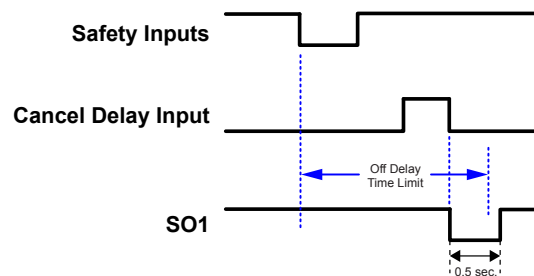 Safety Inputs
Cancel Delay Input
Off Delay
Time Limit
SO1
0.5 sec.